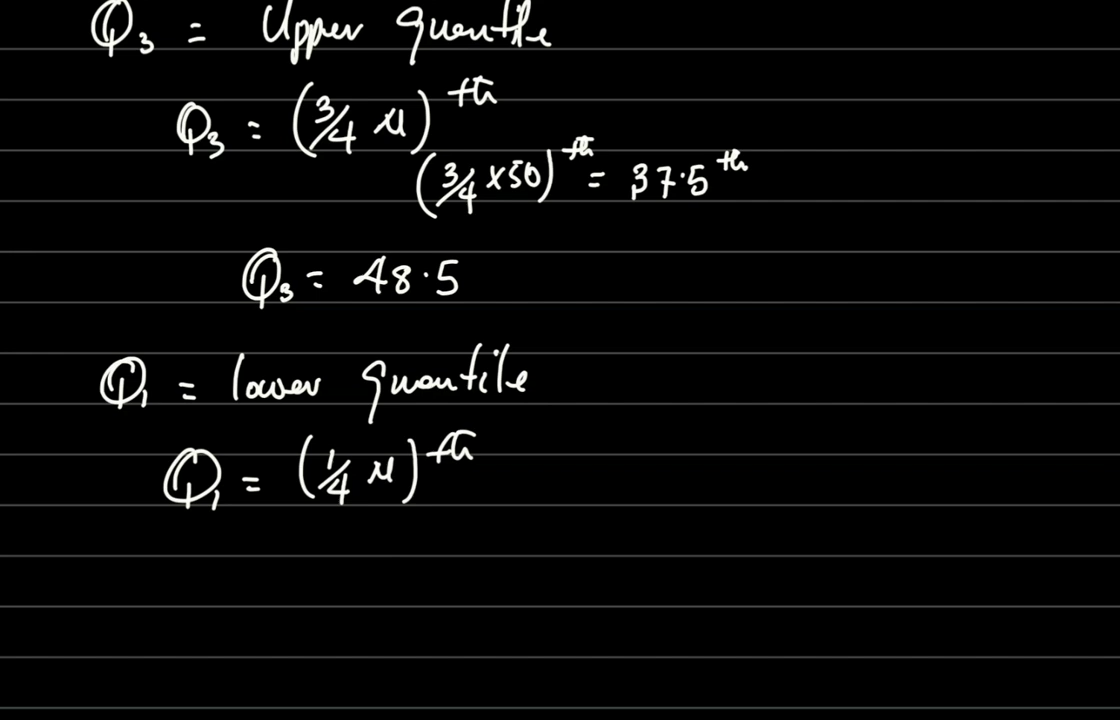 Q₃ = Upper quantile
Q₃ = (3/4 N)th
(3/4 × 50)th = 37.5th
Q₃ = 48.5
Q₁ = lower quantile
Q₁ = (1/4 N)th